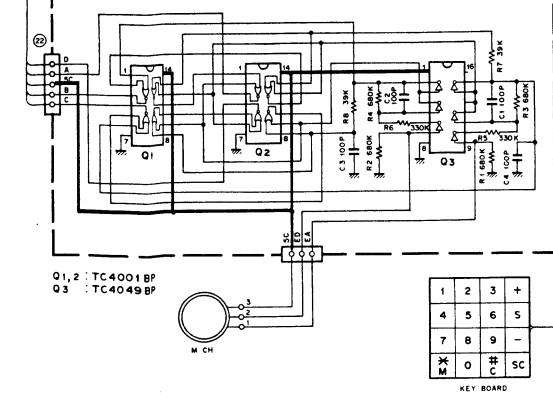 22
D
A
5C
B
C
1
14
7
8
Q1
1
14
7
8
Q2
1
16
8
9
Q3
R8 39K
C3 100P
R4 680K
C2 100P
R6 330K
R2 680K
R7 39K
C1 100P
R3 680K
R5 330K
R1 680K
C4 100P
5C
ED
EA
Q1,2 : TC4001BP
Q3 : TC4049BP
3
2
1
M CH
1 2 3 +
4 5 6 S
7 8 9 -
* M 0 # C SC
KEY BOARD